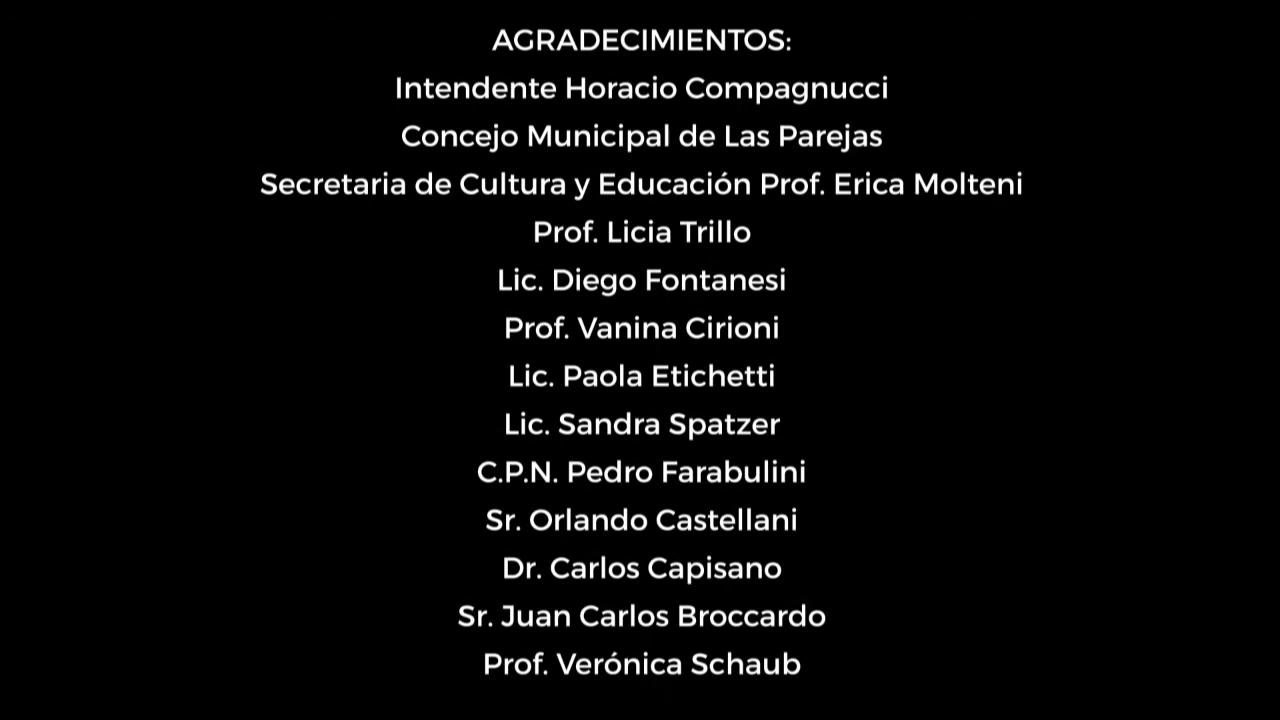 AGRADECIMIENTOS:
Intendente Horacio Compagnucci
Concejo Municipal de Las Parejas
Secretaria de Cultura y Educación Prof. Erica Molteni
Prof. Licia Trillo
Lic. Diego Fontanesi
Prof. Vanina Cirioni
Lic. Paola Etichetti
Lic. Sandra Spatzer
C.P.N. Pedro Farabulini
Sr. Orlando Castellani
Dr. Carlos Capisano
Sr. Juan Carlos Broccardo
Prof. Verónica Schaub